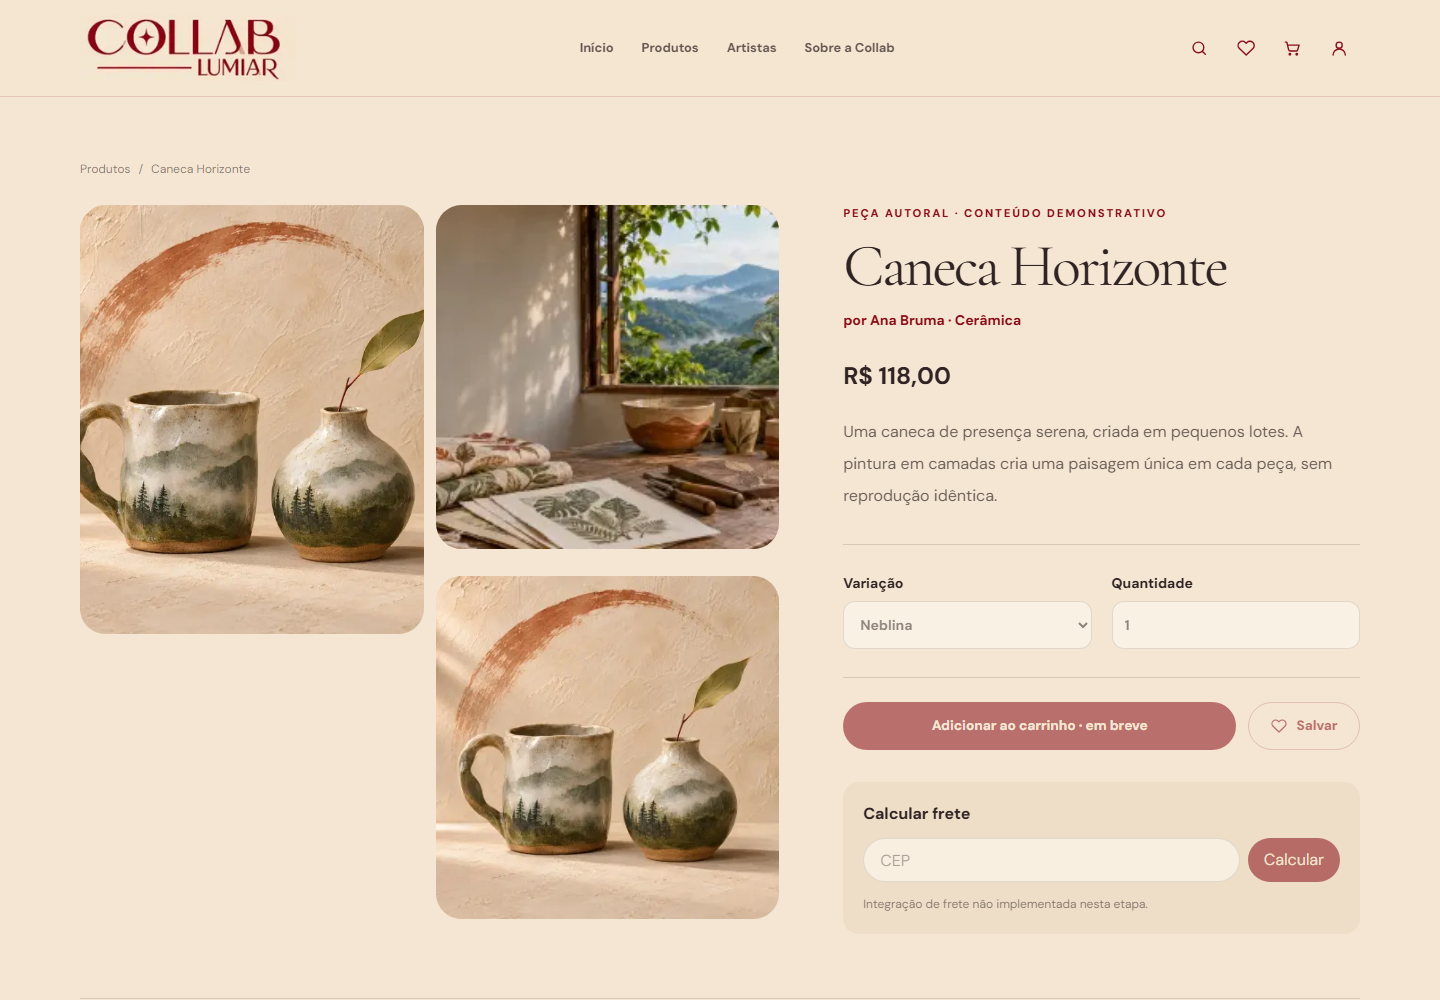 COLLAB
LUMIAR
Início Produtos Artistas Sobre a Collab
Produtos / Caneca Horizonte
PEÇA AUTORAL · CONTEÚDO DEMONSTRATIVO
Caneca Horizonte
por Ana Bruma · Cerâmica
R$ 118,00
Uma caneca de presença serena, criada em pequenos lotes. A
pintura em camadas cria uma paisagem única em cada peça, sem
reprodução idêntica.
Variação Quantidade
Neblina 1
Adicionar ao carrinho · em breve Salvar
Calcular frete
CEP Calcular
Integração de frete não implementada nesta etapa.